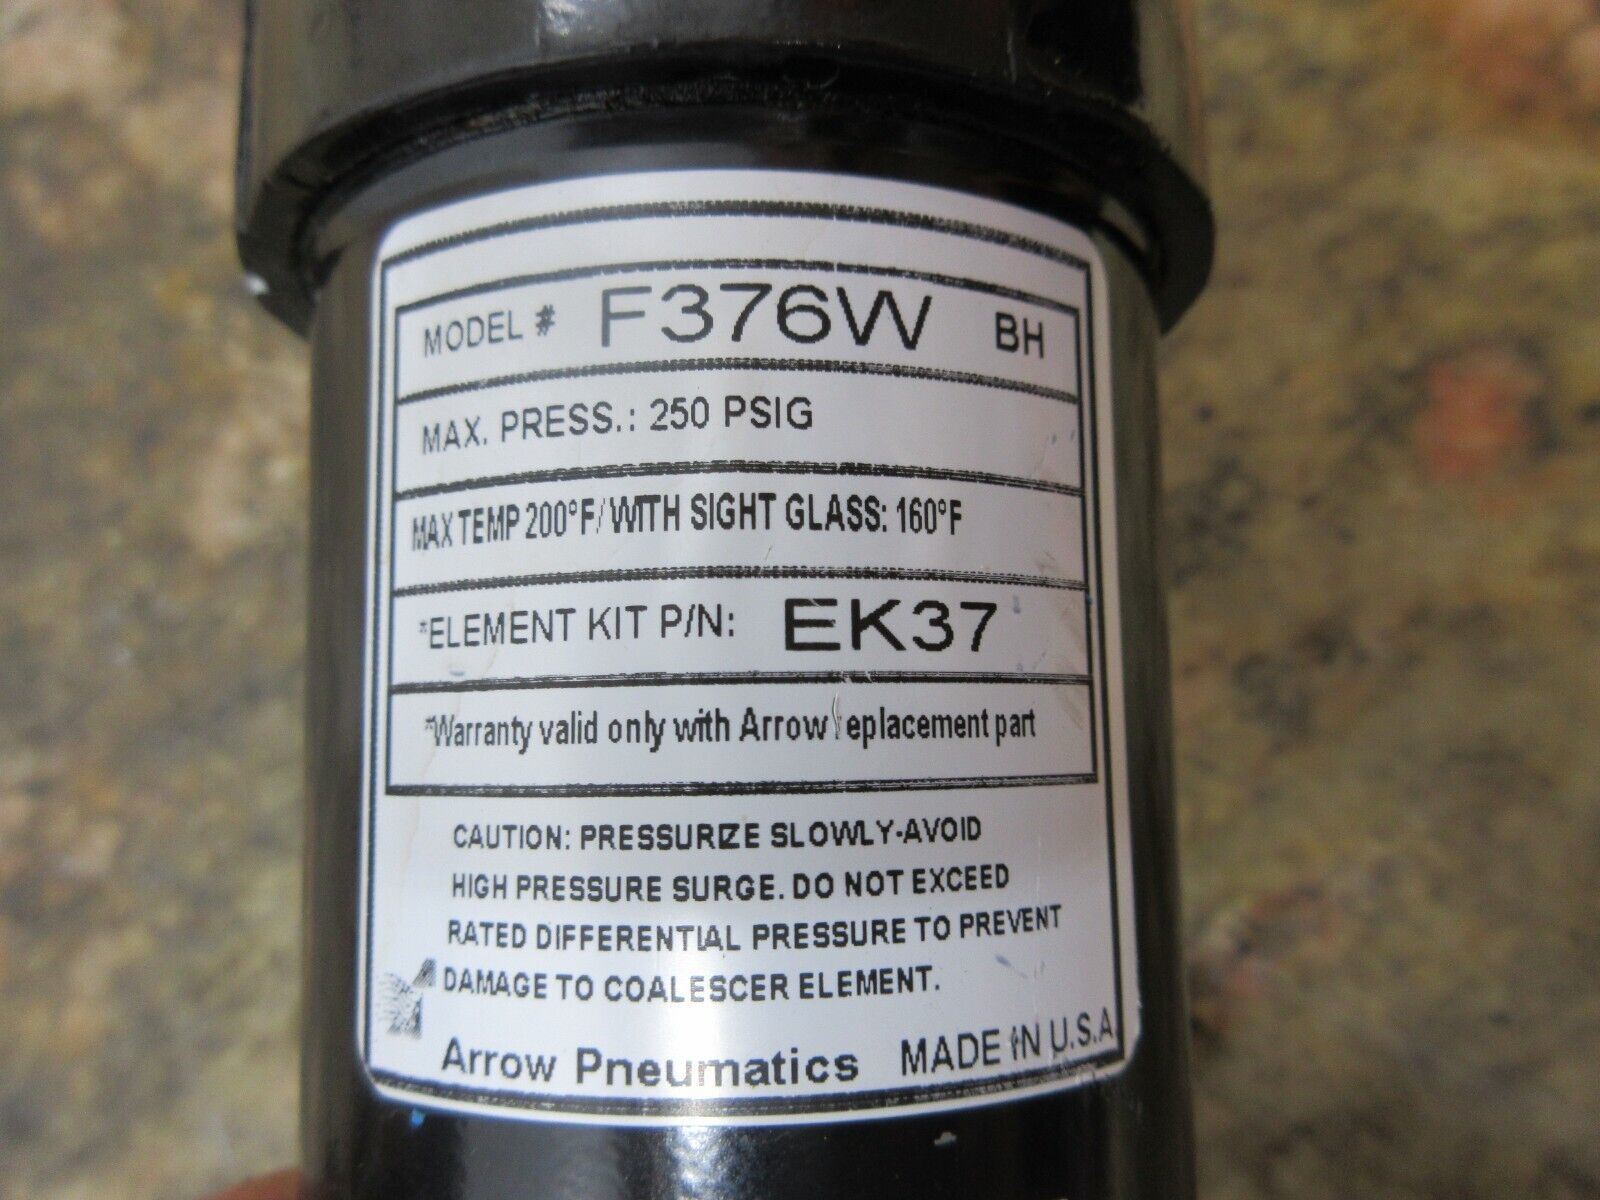 MODEL # F376W BH
MAX. PRESS.: 250 PSIG
MAX TEMP 200°F/WITH SIGHT GLASS: 160°F
*ELEMENT KIT P/N: EK37
*Warranty valid only with Arrow replacement part
CAUTION: PRESSURIZE SLOWLY-AVOID
HIGH PRESSURE SURGE. DO NOT EXCEED
RATED DIFFERENTIAL PRESSURE TO PREVENT
DAMAGE TO COALESCER ELEMENT.
Arrow Pneumatics MADE IN U.S.A